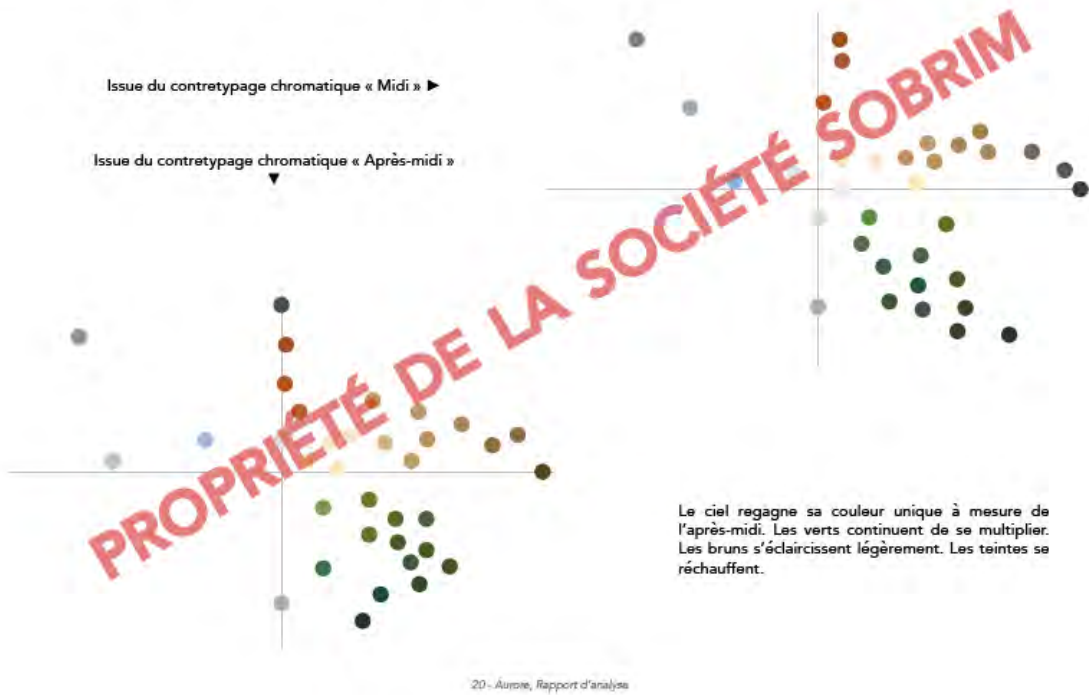 Issue du contretypage chromatique « Midi » ►
Issue du contretypage chromatique « Après-midi »
▼
PROPRIÉTÉ DE LA SOCIÉTÉ SOBRIM
Le ciel regagne sa couleur unique à mesure de
l'après-midi. Les verts continuent de se multiplier.
Les bruns s'éclaircissent légèrement. Les teintes se
réchauffent.
20 - Aurore, Rapport d'analyse